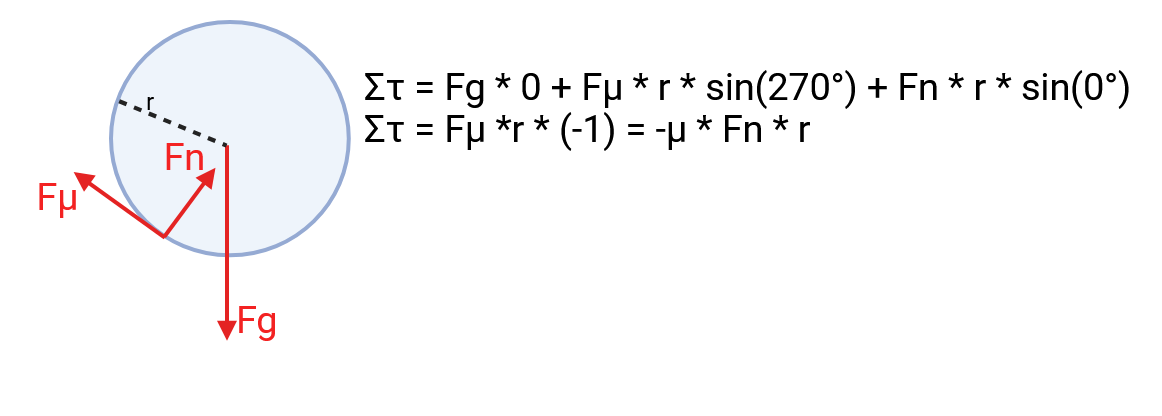 Στ = Fg * 0 + Fμ * r * sin(270°) + Fn * r * sin(0°)
r
Στ = Fμ *r * (-1) = -μ * Fn * r
Fn
Fμ
Fg